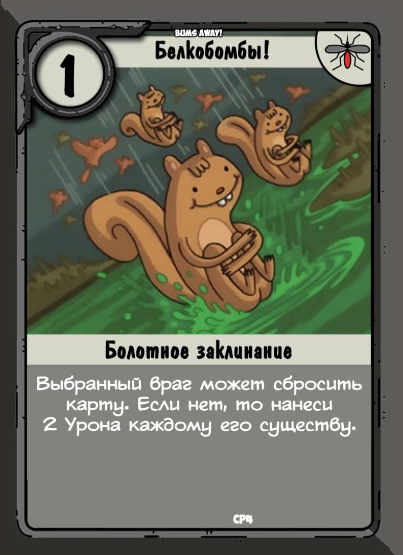 BUMS AWAY!
1
Белкобомбы!
Болотное заклинание
Выбранный враг может сбросить
карту. Если нет, то нанеси
2 Урона каждому его существу.
CP4